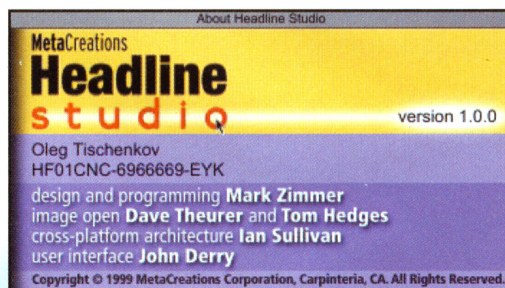 About Headline Studio
MetaCreations
Headline
studio
version 1.0.0
Oleg Tischenkov
HF01CNC-6966669-EYK
design and programming Mark Zimmer
image open Dave Theurer and Tom Hedges
cross-platform architecture Ian Sullivan
user interface John Derry
Copyright © 1999 MetaCreations Corporation, Carpinteria, CA. All Rights Reserved.